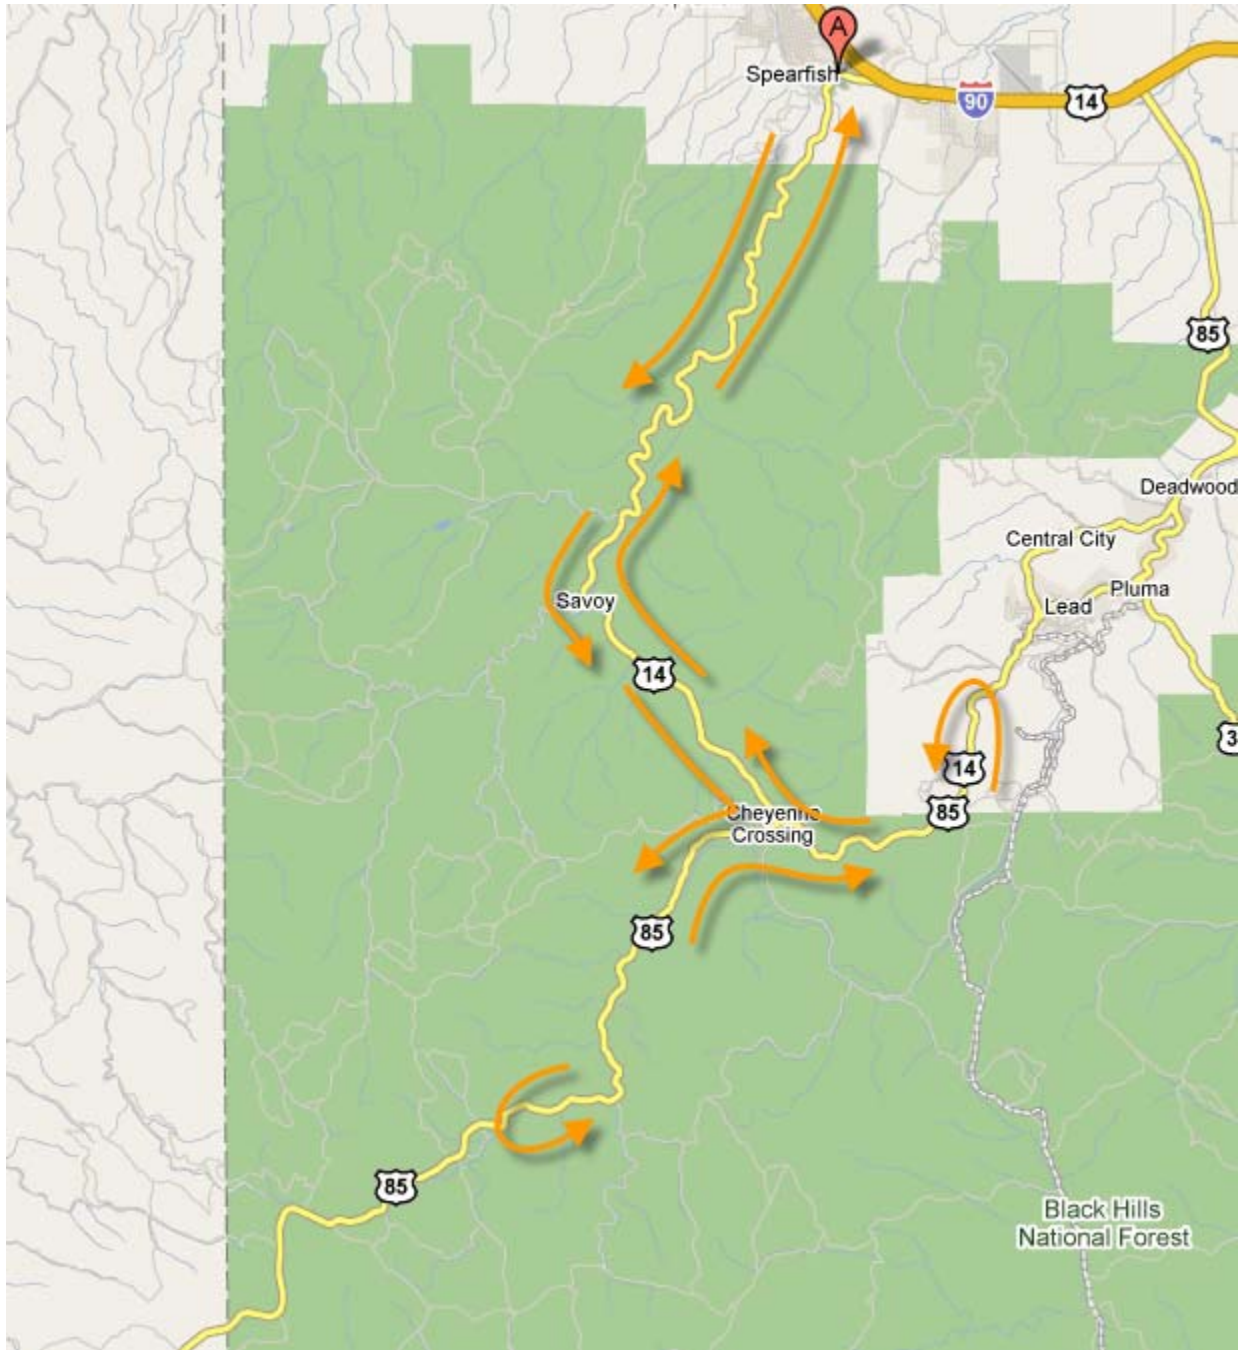 A
Spearfish
90
14
85
Deadwood
Central City
Pluma
Lead
Savoy
14
3
14
85
Cheyenne
Crossing
85
85
Black Hills
National Forest